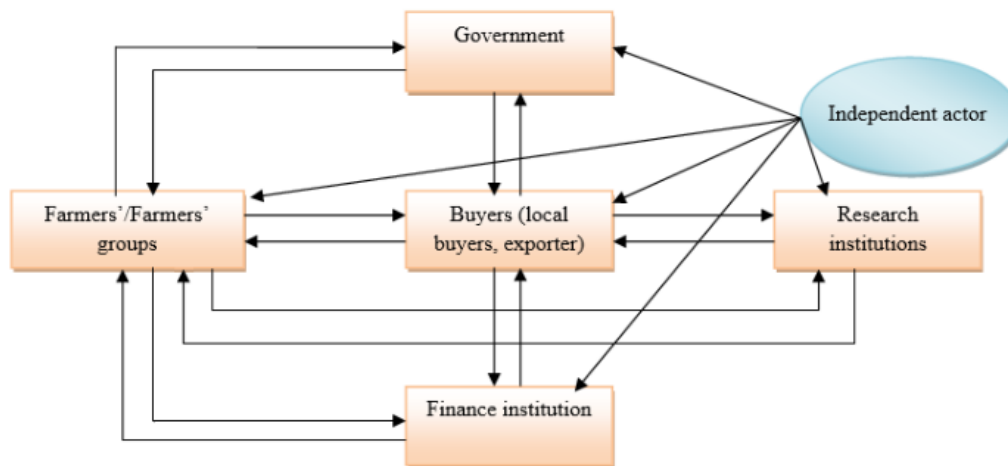 Government
Independent actor
Farmers’/Farmers’
groups
Buyers (local
buyers, exporter)
Research
institutions
Finance institution